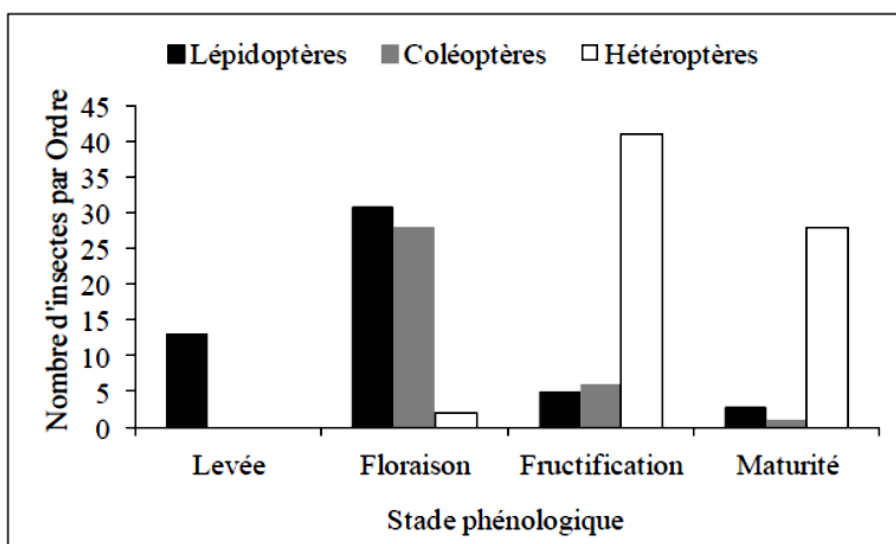 Lépidoptères Coléoptères Hétéroptères
Nombre d'insectes par Ordre
45
40
35
30
25
20
15
10
5
0
Levée Floraison Fructification Maturité
Stade phénologique